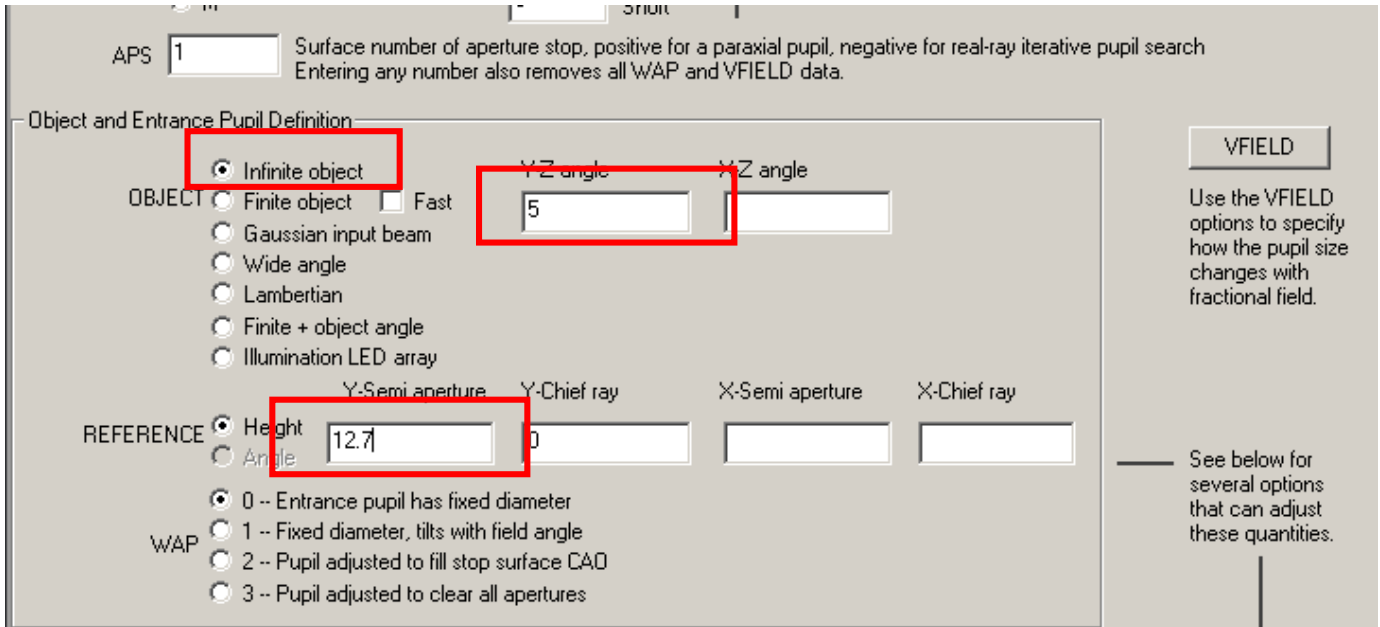 APS 1 Surface number of aperture stop, positive for a paraxial pupil, negative for real-ray iterative pupil search
Entering any number also removes all WAP and VFIELD data.
Object and Entrance Pupil Definition
VFIELD
Use the VFIELD
options to specify
how the pupil size
changes with
fractional field.
Y-Z angle X-Z angle
OBJECT
Infinite object
Finite object Fast 5
Gaussian input beam
Wide angle
Lambertian
Finite + object angle
Illumination LED array
Y-Semi aperture Y-Chief ray X-Semi aperture X-Chief ray
REFERENCE
Height 12.7 0
Angle
See below for
several options
that can adjust
these quantities.
WAP
0 -- Entrance pupil has fixed diameter
1 -- Fixed diameter, tilts with field angle
2 -- Pupil adjusted to fill stop surface CAO
3 -- Pupil adjusted to clear all apertures